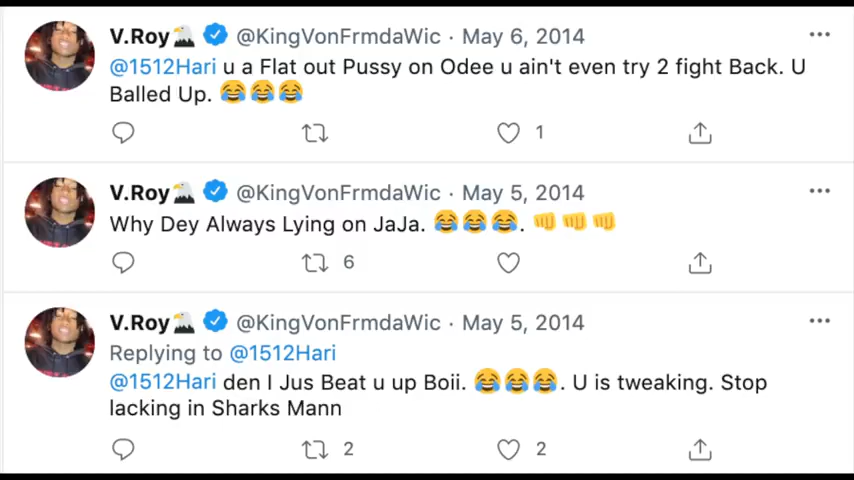 V.Roy🦅 @KingVonFrmdaWic · May 6, 2014
@1512Hari u a Flat out Pussy on Odee u ain't even try 2 fight Back. U
Balled Up. 😂😂😂
1
V.Roy🦅 @KingVonFrmdaWic · May 5, 2014
Why Dey Always Lying on JaJa. 😂😂😂. 👊👊👊
6
V.Roy🦅 @KingVonFrmdaWic · May 5, 2014
Replying to @1512Hari
@1512Hari den I Jus Beat u up Boii. 😂😂😂. U is tweaking. Stop
lacking in Sharks Mann
2 2